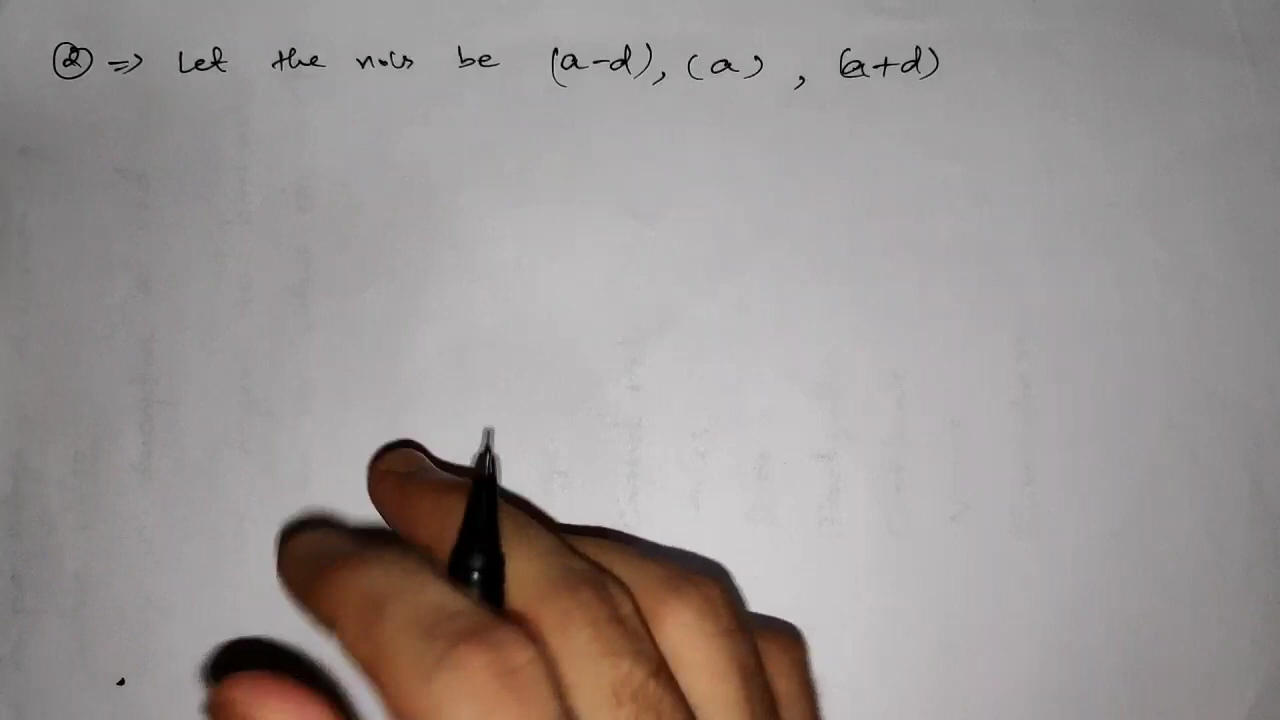 ② => Let the no.s be (a-d), (a), (a+d)